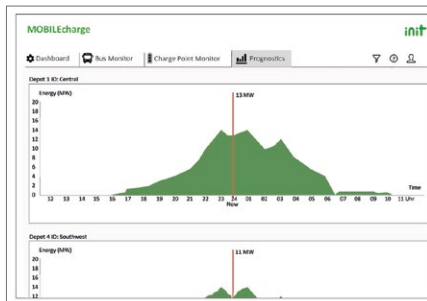 MOBILEcharge
init
Dashboard
Bus Monitor
Charge Point Monitor
Prognostics
Depot 1 ID: Central
Energy (MW)
13 MW
20
18
16
14
12
10
8
6
4
2
0
Time
12 13 14 15 16 17 18 19 20 21 22 23 24 01 02 03 04 05 06 07 08 09 10 11 Uhr
Now
Depot 4 ID: Southwest
Energy (MW)
11 MW
20
18
16
14
12